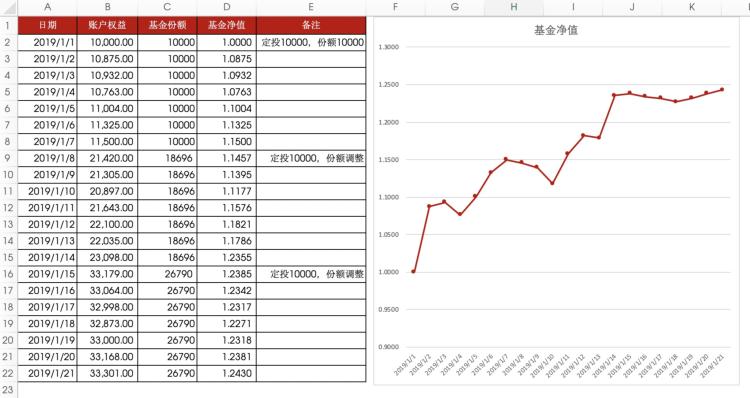 A B C D E F G H I J K
1 日期 账户权益 基金份额 基金净值 备注
2 2019/1/1 10,000.00 10000 1.0000 定投10000，份额10000
3 2019/1/2 10,875.00 10000 1.0875
4 2019/1/3 10,932.00 10000 1.0932
5 2019/1/4 10,763.00 10000 1.0763
6 2019/1/5 11,004.00 10000 1.1004
7 2019/1/6 11,325.00 10000 1.1325
8 2019/1/7 11,500.00 10000 1.1500
9 2019/1/8 21,420.00 18696 1.1457 定投10000，份额调整
10 2019/1/9 21,305.00 18696 1.1395
11 2019/1/10 20,897.00 18696 1.1177
12 2019/1/11 21,643.00 18696 1.1576
13 2019/1/12 22,100.00 18696 1.1821
14 2019/1/13 22,035.00 18696 1.1786
15 2019/1/14 23,098.00 18696 1.2355
16 2019/1/15 33,179.00 26790 1.2385 定投10000，份额调整
17 2019/1/16 33,064.00 26790 1.2342
18 2019/1/17 32,998.00 26790 1.2317
19 2019/1/18 32,873.00 26790 1.2271
20 2019/1/19 33,000.00 26790 1.2318
21 2019/1/20 33,168.00 26790 1.2381
22 2019/1/21 33,301.00 26790 1.2430
23
基金净值
1.3000
1.2500
1.2000
1.1500
1.1000
1.0500
1.0000
0.9500
0.9000
2019/1/1 2019/1/2 2019/1/3 2019/1/4 2019/1/5 2019/1/6 2019/1/7 2019/1/8 2019/1/9 2019/1/10 2019/1/11 2019/1/12 2019/1/13 2019/1/14 2019/1/15 2019/1/16 2019/1/17 2019/1/18 2019/1/19 2019/1/20 2019/1/21